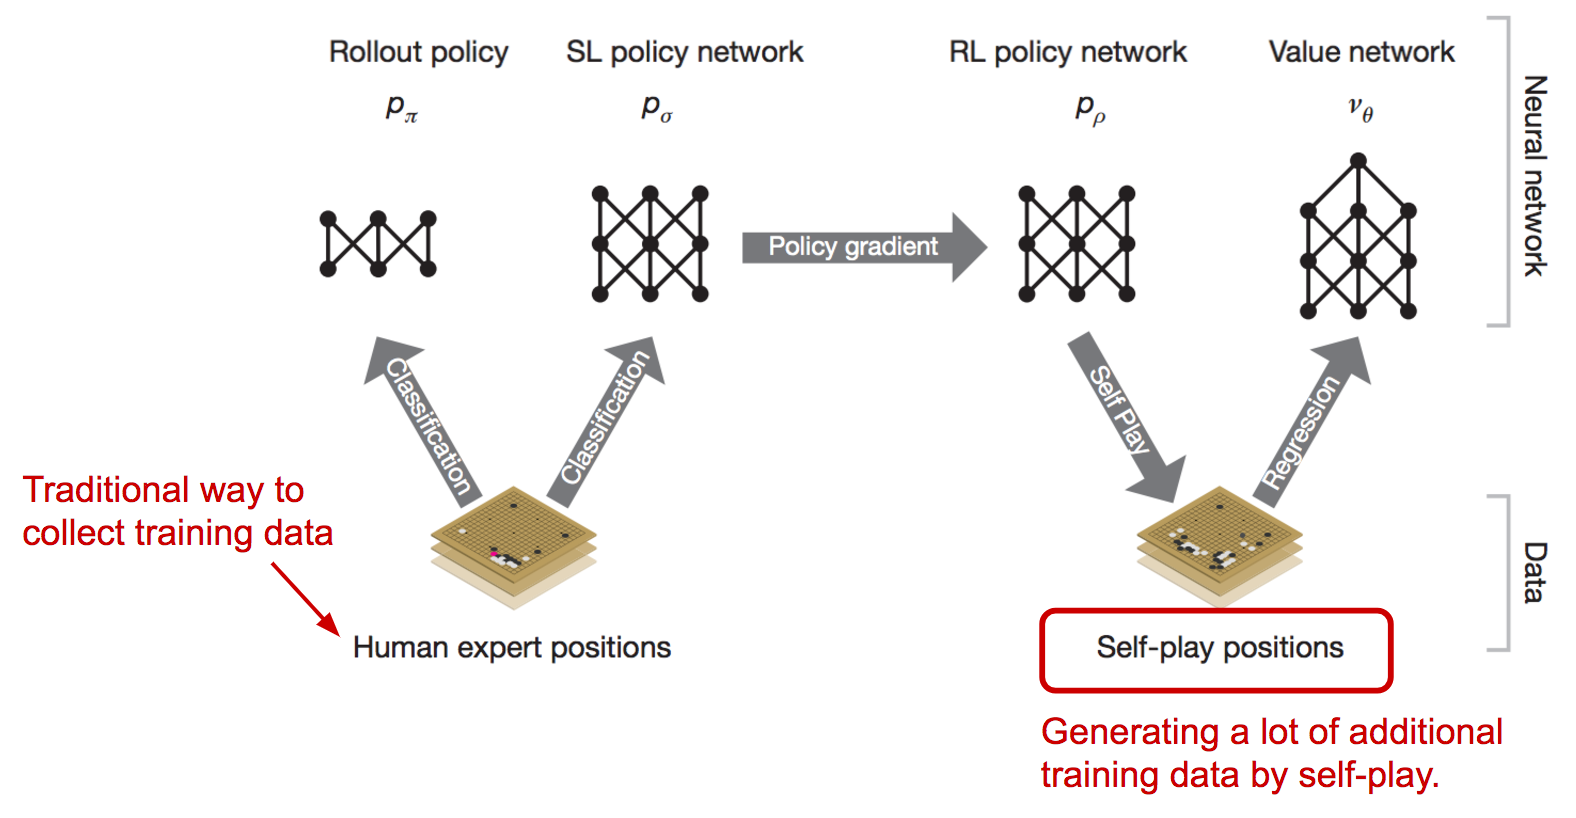 Rollout policy
SL policy network
RL policy network
Value network
pπ
pσ
pρ
νθ
Neural network
Policy gradient
Classification
Classification
Self Play
Regression
Traditional way to
collect training data
Data
Human expert positions
Self-play positions
Generating a lot of additional
training data by self-play.